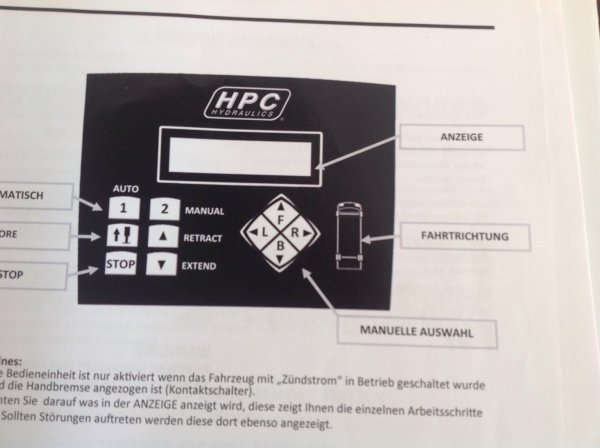 HPC
HYDRAULICS
ANZEIGE
AUTO
MATISCH
1 2 MANUAL
ORE
RETRACT
STOP
STOP EXTEND
F
L R
B
FAHRTRICHTUNG
MANUELLE AUSWAHL
ines:
e Bedieneinheit ist nur aktiviert wenn das Fahrzeug mit „Zündstrom" in Betrieb geschaltet wurde
d die Handbremse angezogen ist (Kontaktschalter).
nten Sie darauf was in der ANZEIGE anzeigt wird, diese zeigt Ihnen die einzelnen Arbeitsschritte
Sollten Störungen auftreten werden diese dort ebenso angezeigt.